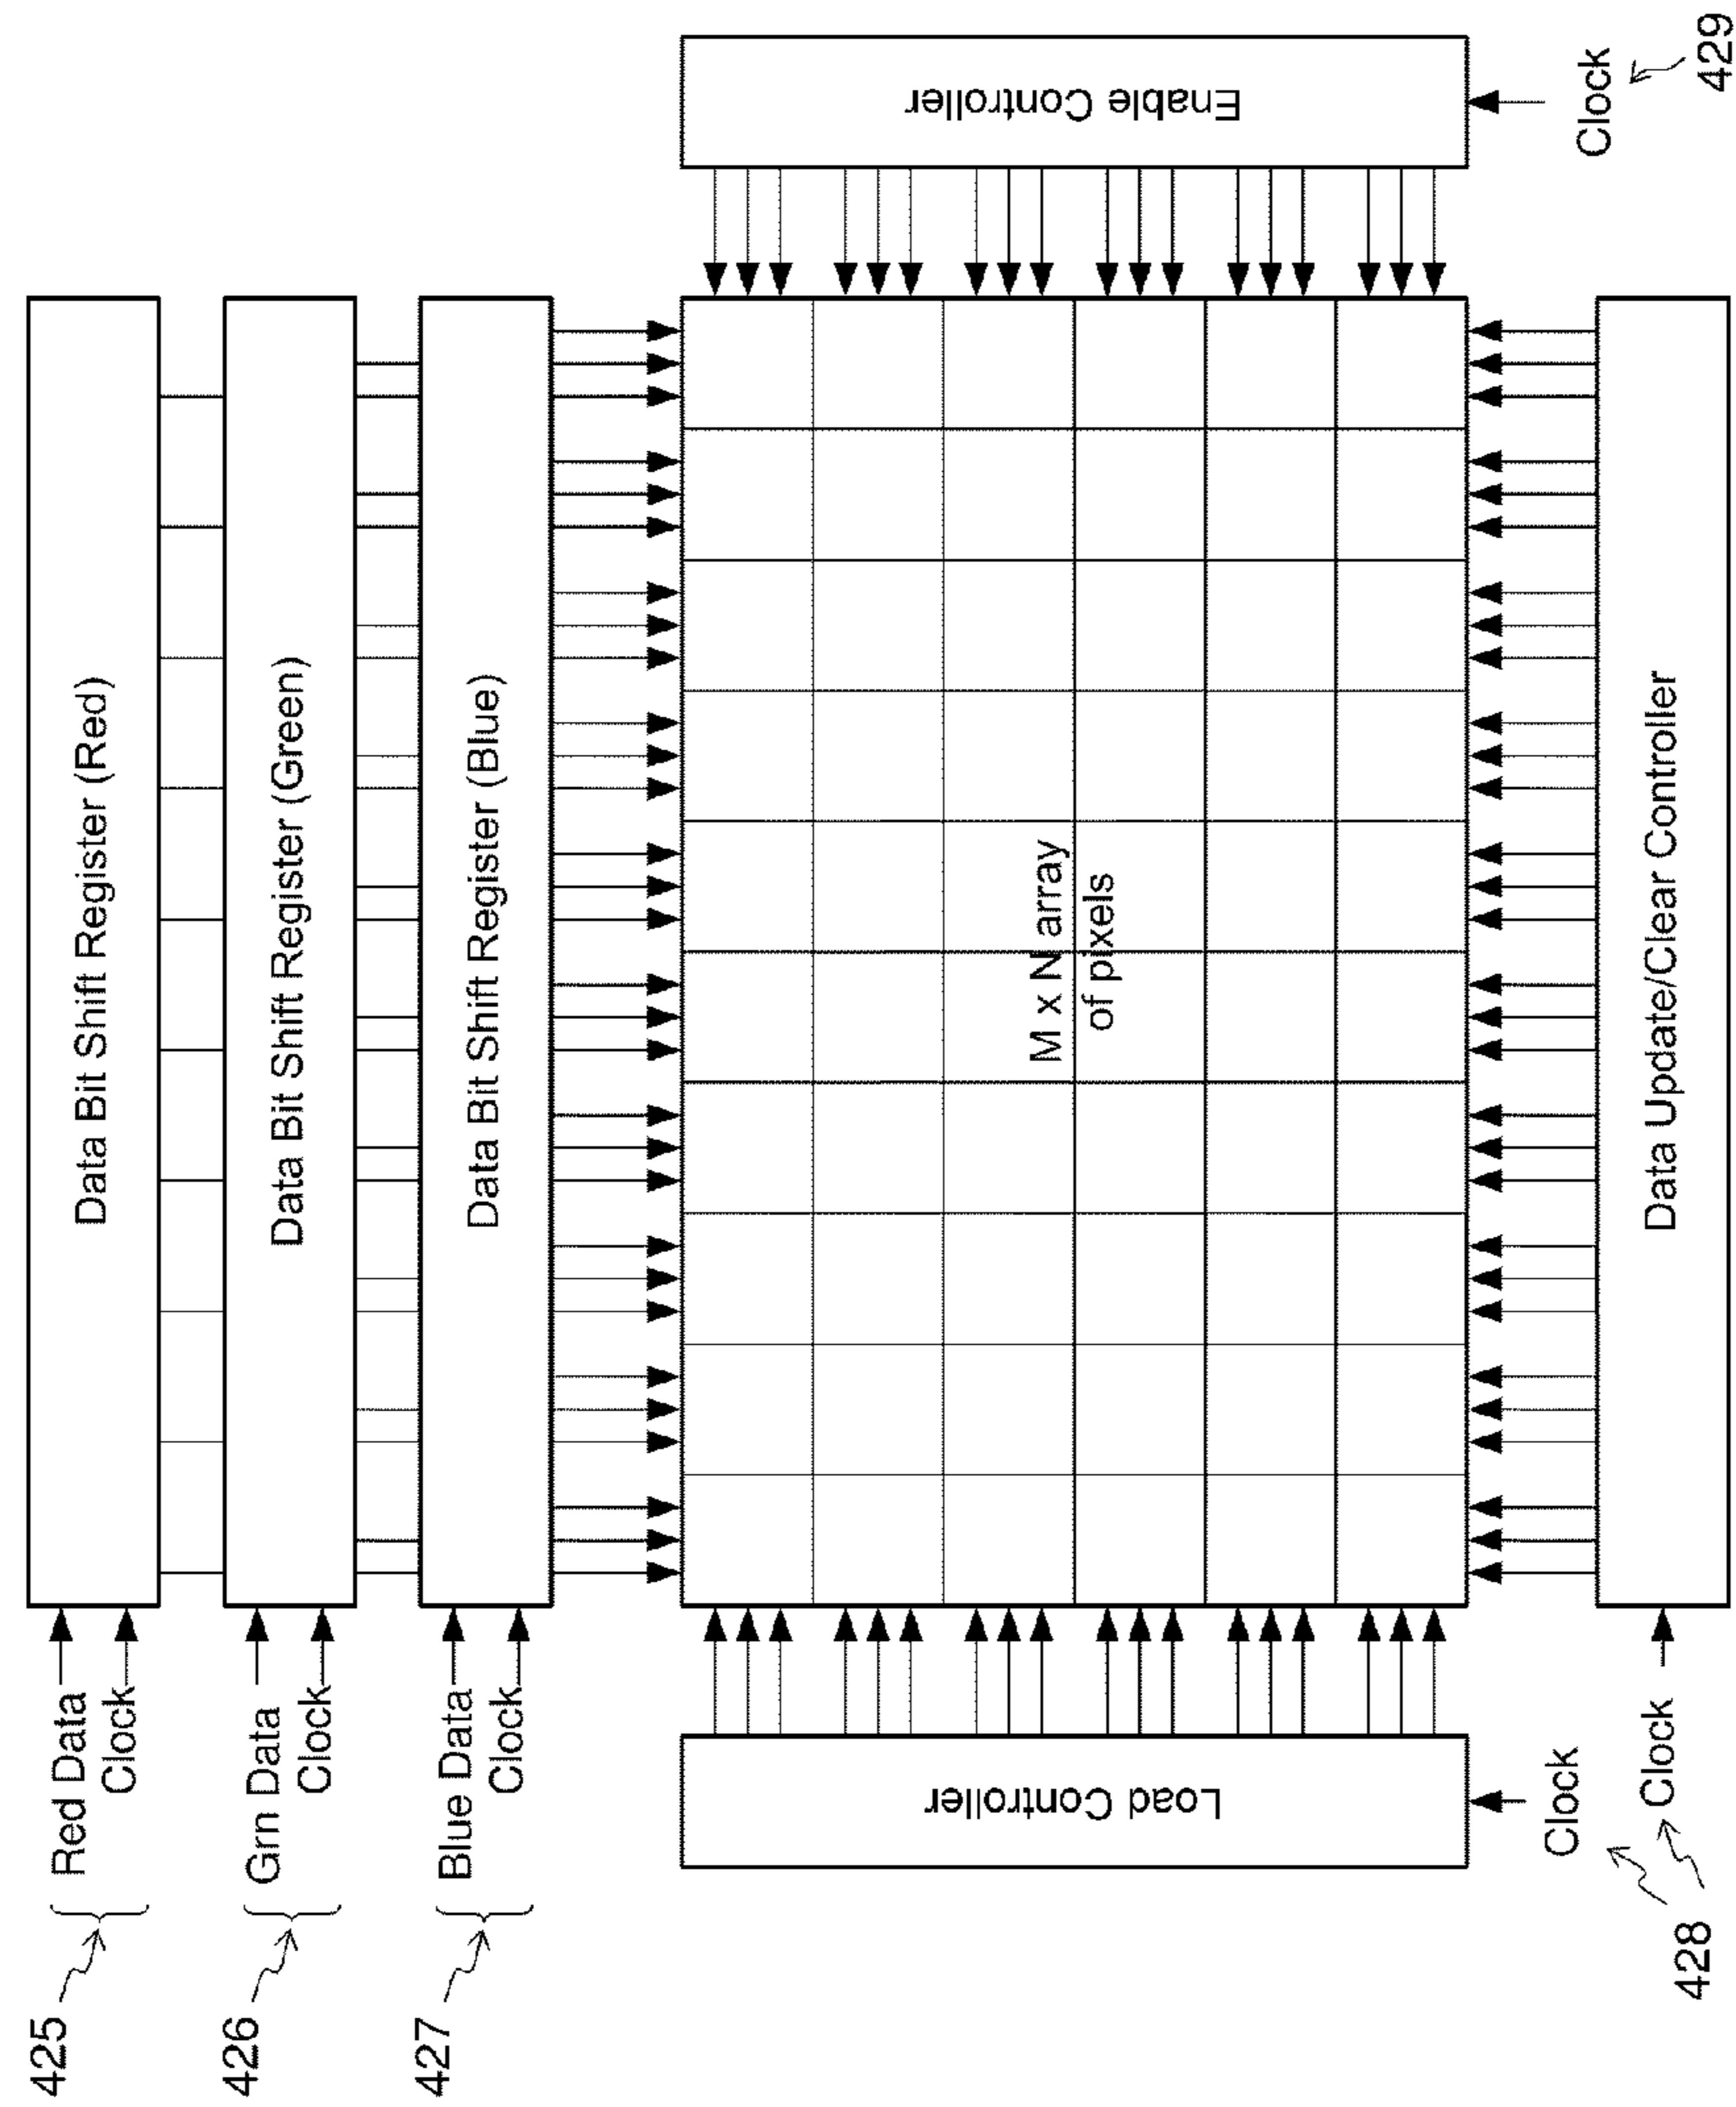 425
Red Data
Clock
Data Bit Shift Register (Red)
426
Grn Data
Clock
Data Bit Shift Register (Green)
427
Blue Data
Clock
Data Bit Shift Register (Blue)
Load Controller
Clock
M x N array
of pixels
Enable Controller
Clock
429
428
Clock
Data Update/Clear Controller